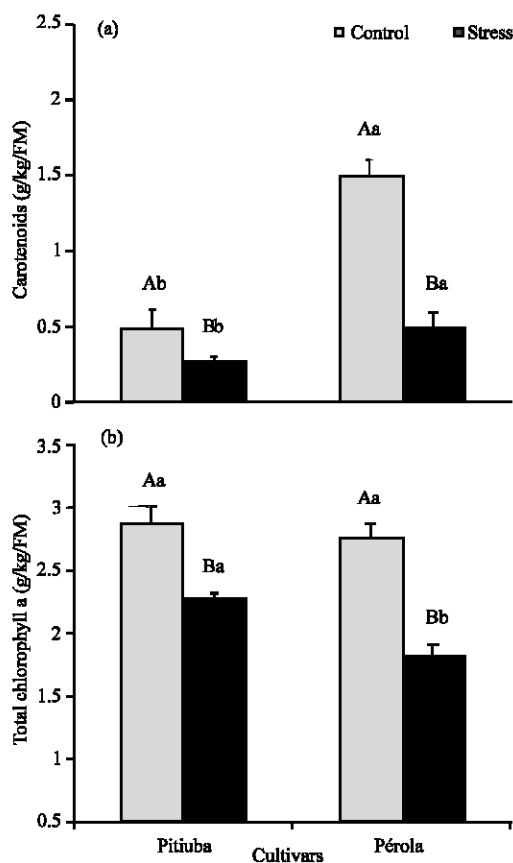 (a)
Control
Stress
Carotenoids (g/kg/FM)
2.5
2
1.5
1
0.5
0
Ab
Bb
Aa
Ba
(b)
Total chlorophyll a (g/kg/FM)
3.5
3
2.5
2
1.5
1
0.5
Aa
Ba
Aa
Bb
Pitiuba
Cultivars
Pérola